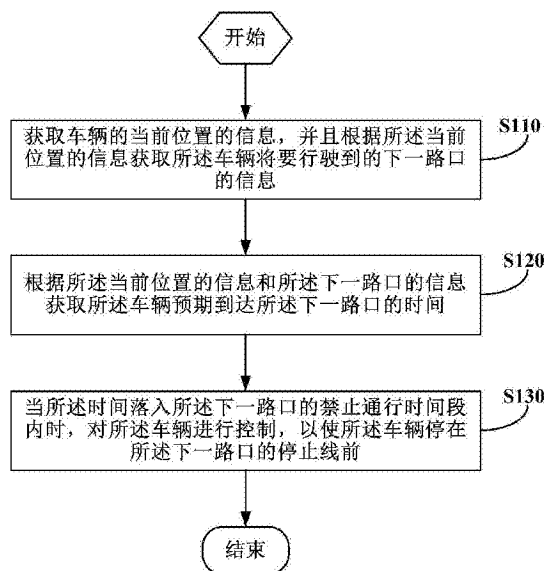 开始
获取车辆的当前位置的信息，并且根据所述当前
位置的信息获取所述车辆将要行驶到的下一路口
的信息
S110
根据所述当前位置的信息和所述下一路口的信息
获取所述车辆预期到达所述下一路口的时间
S120
当所述时间落入所述下一路口的禁止通行时间段
内时，对所述车辆进行控制，以使所述车辆停在
所述下一路口的停止线前
S130
结束